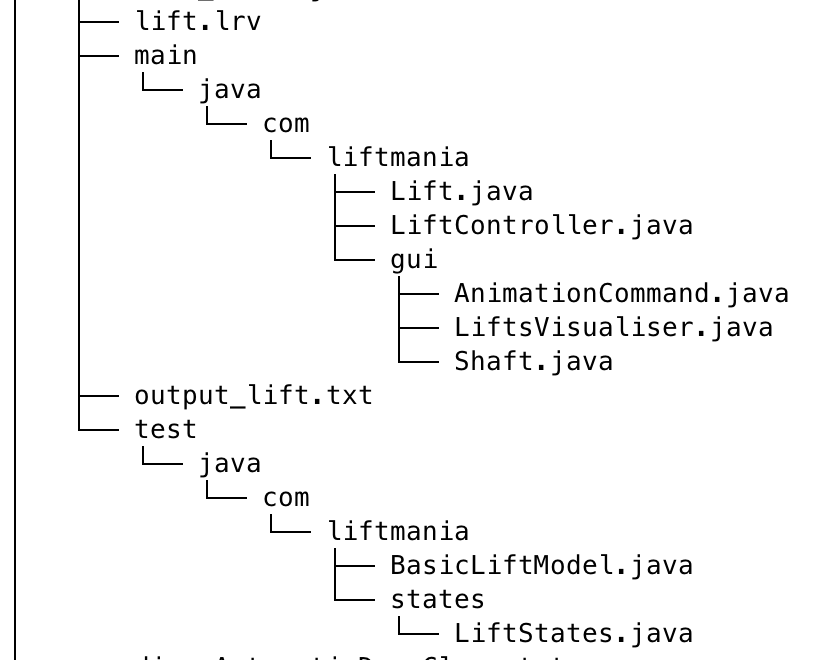 lift.lrv
main
java
com
liftmania
Lift.java
LiftController.java
gui
AnimationCommand.java
LiftsVisualiser.java
Shaft.java
output_lift.txt
test
java
com
liftmania
BasicLiftModel.java
states
LiftStates.java